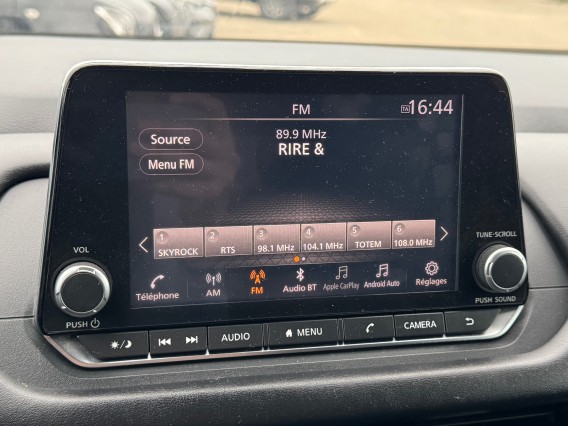 FM
TA 16:44
Source
89.9 MHz
Menu FM
RIRE &
1 SKYROCK
2 RTS
3 98.1 MHz
4 104.1 MHz
5 TOTEM
6 108.0 MHz
Téléphone
AM
FM
Audio BT
Apple CarPlay
Android Auto
Réglages
VOL
PUSH
TUNE-SCROLL
PUSH SOUND
AUDIO
MENU
CAMERA